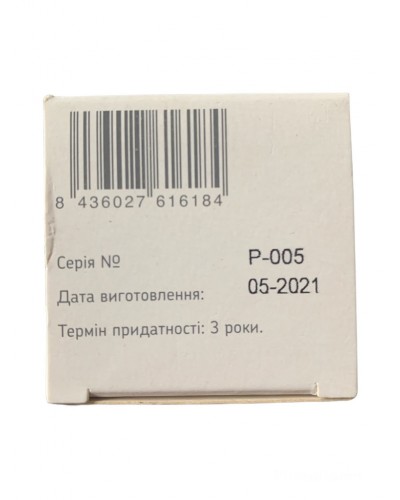 8 436027 616184
Серія № P-005
Дата виготовлення: 05-2021
Термін придатності: 3 роки.